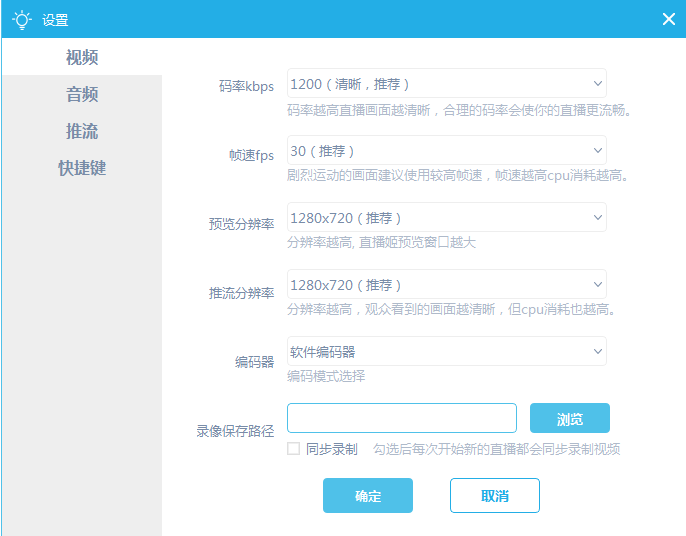 设置
视频
音频
推流
快捷键
码率kbps
1200（清晰，推荐）
码率越高直播画面越清晰，合理的码率会使你的直播更流畅。
帧速fps
30（推荐）
剧烈运动的画面建议使用较高帧速，帧速越高cpu消耗越高。
预览分辨率
1280x720（推荐）
分辨率越高, 直播姬预览窗口越大
推流分辨率
1280x720（推荐）
分辨率越高，观众看到的画面越清晰，但cpu消耗也越高。
编码器
软件编码器
编码模式选择
录像保存路径
浏览
同步录制 勾选后每次开始新的直播都会同步录制视频
确定
取消